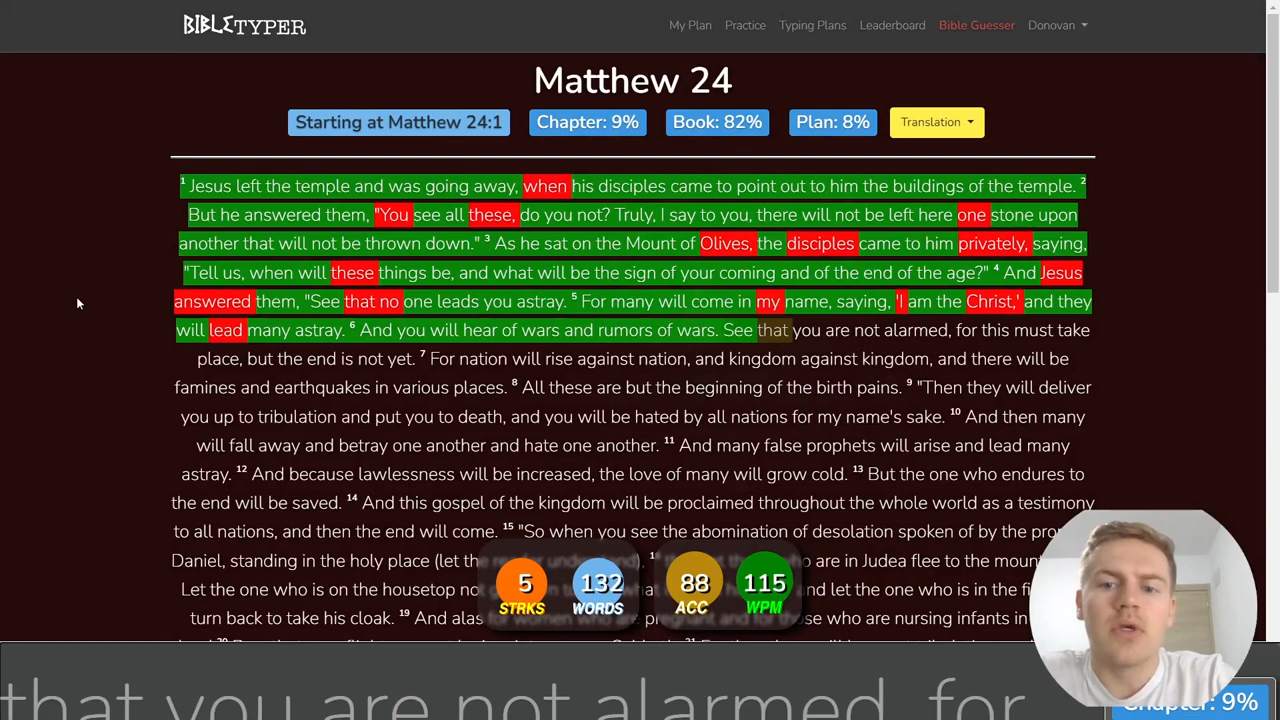 BIBLETYPER
My Plan Practice Typing Plans Leaderboard Bible Guesser Donovan
Matthew 24
Starting at Matthew 24:1 Chapter: 9% Book: 82% Plan: 8% Translation
1 Jesus left the temple and was going away, when his disciples came to point out to him the buildings of the temple. 2
But he answered them, "You see all these, do you not? Truly, I say to you, there will not be left here one stone upon
another that will not be thrown down." 3 As he sat on the Mount of Olives, the disciples came to him privately, saying,
"Tell us, when will these things be, and what will be the sign of your coming and of the end of the age?" 4 And Jesus
answered them, "See that no one leads you astray. 5 For many will come in my name, saying, 'I am the Christ,' and they
will lead many astray. 6 And you will hear of wars and rumors of wars. See that you are not alarmed, for this must take
place, but the end is not yet. 7 For nation will rise against nation, and kingdom against kingdom, and there will be
famines and earthquakes in various places. 8 All these are but the beginning of the birth pains. 9 "Then they will deliver
you up to tribulation and put you to death, and you will be hated by all nations for my name's sake. 10 And then many
will fall away and betray one another and hate one another. 11 And many false prophets will arise and lead many
astray. 12 And because lawlessness will be increased, the love of many will grow cold. 13 But the one who endures to
the end will be saved. 14 And this gospel of the kingdom will be proclaimed throughout the whole world as a testimony
to all nations, and then the end will come. 15 "So when you see the abomination of desolation spoken of by the
Daniel, standing in the holy place (let the reader understand), who are in Judea flee to the
Let the one who is on the housetop not what and let the one who is in the
turn back to take his cloak. 19 And alas for women who are pregnant and for those who are nursing infants in
5 132 88 115
STRKS WORDS ACC WPM
that you are not alarmed, for
Chapter: 9%